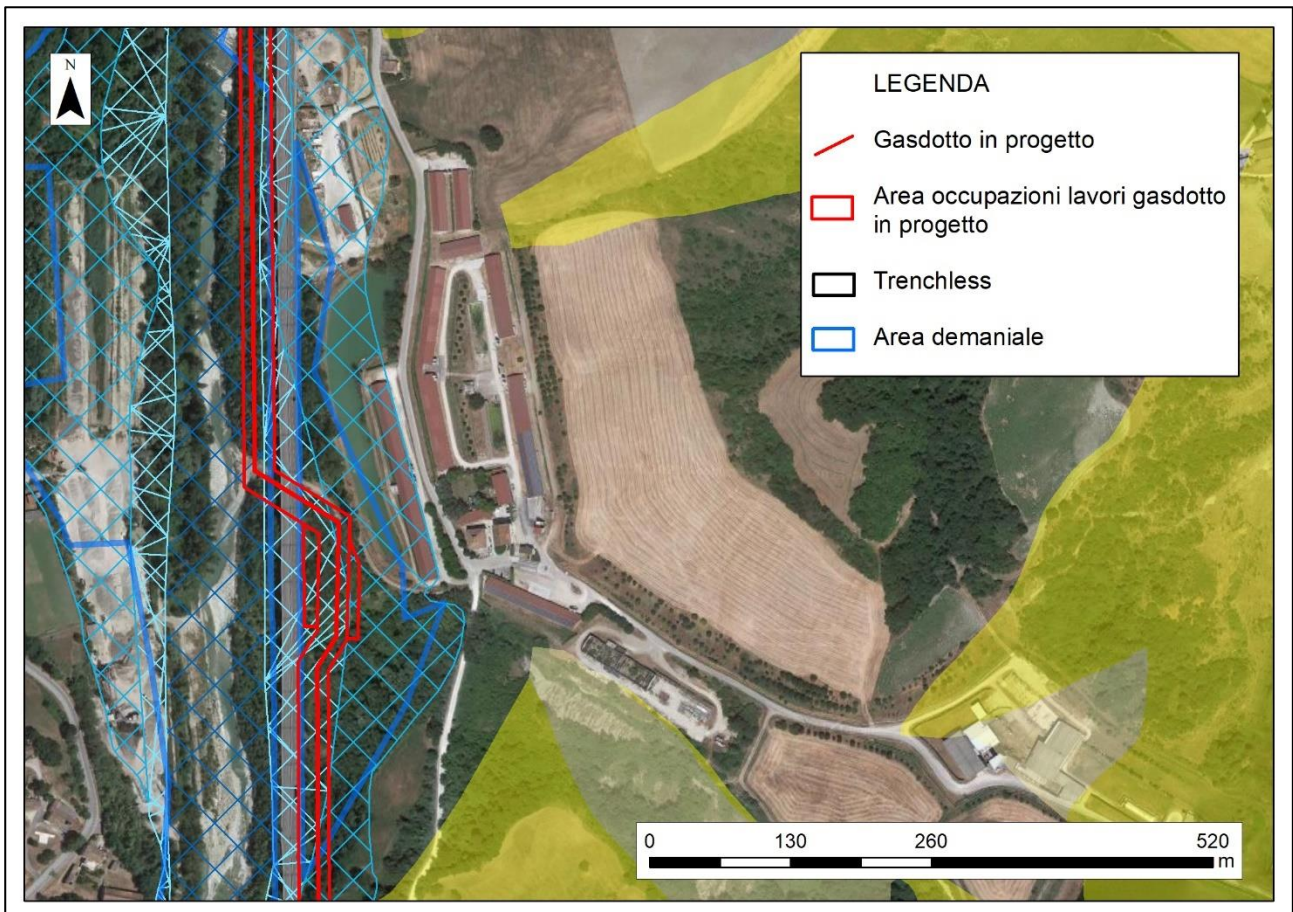 N
LEGENDA
Gasdotto in progetto
Area occupazioni lavori gasdotto
in progetto
Trenchless
Area demaniale
0 130 260 520
m